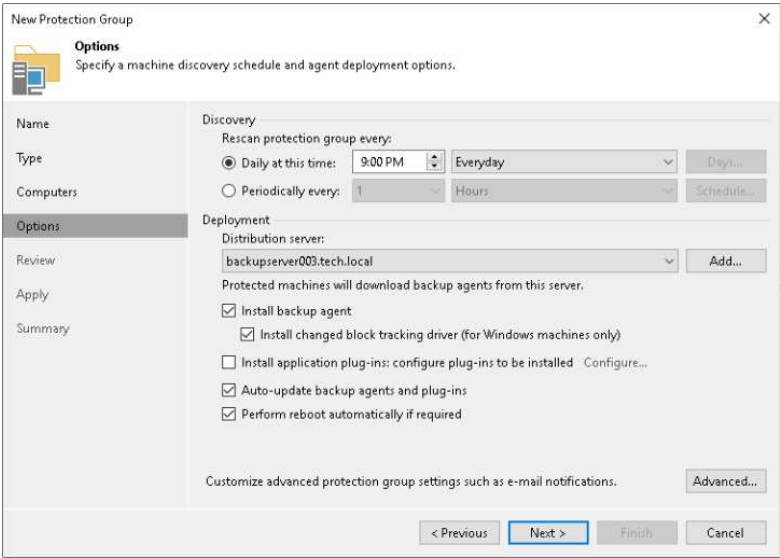 New Protection Group
Options
Specify a machine discovery schedule and agent deployment options.
Name
Type
Computers
Options
Review
Apply
Summary
Discovery
Rescan protection group every:
Daily at this time: 9:00 PM Everyday Days...
Periodically every: 1 Hours Schedule...
Deployment
Distribution server:
backupserver003.tech.local Add...
Protected machines will download backup agents from this server.
Install backup agent
Install changed block tracking driver (for Windows machines only)
Install application plug-ins: configure plug-ins to be installed Configure...
Auto-update backup agents and plug-ins
Perform reboot automatically if required
Customize advanced protection group settings such as e-mail notifications. Advanced...
< Previous Next > Finish Cancel